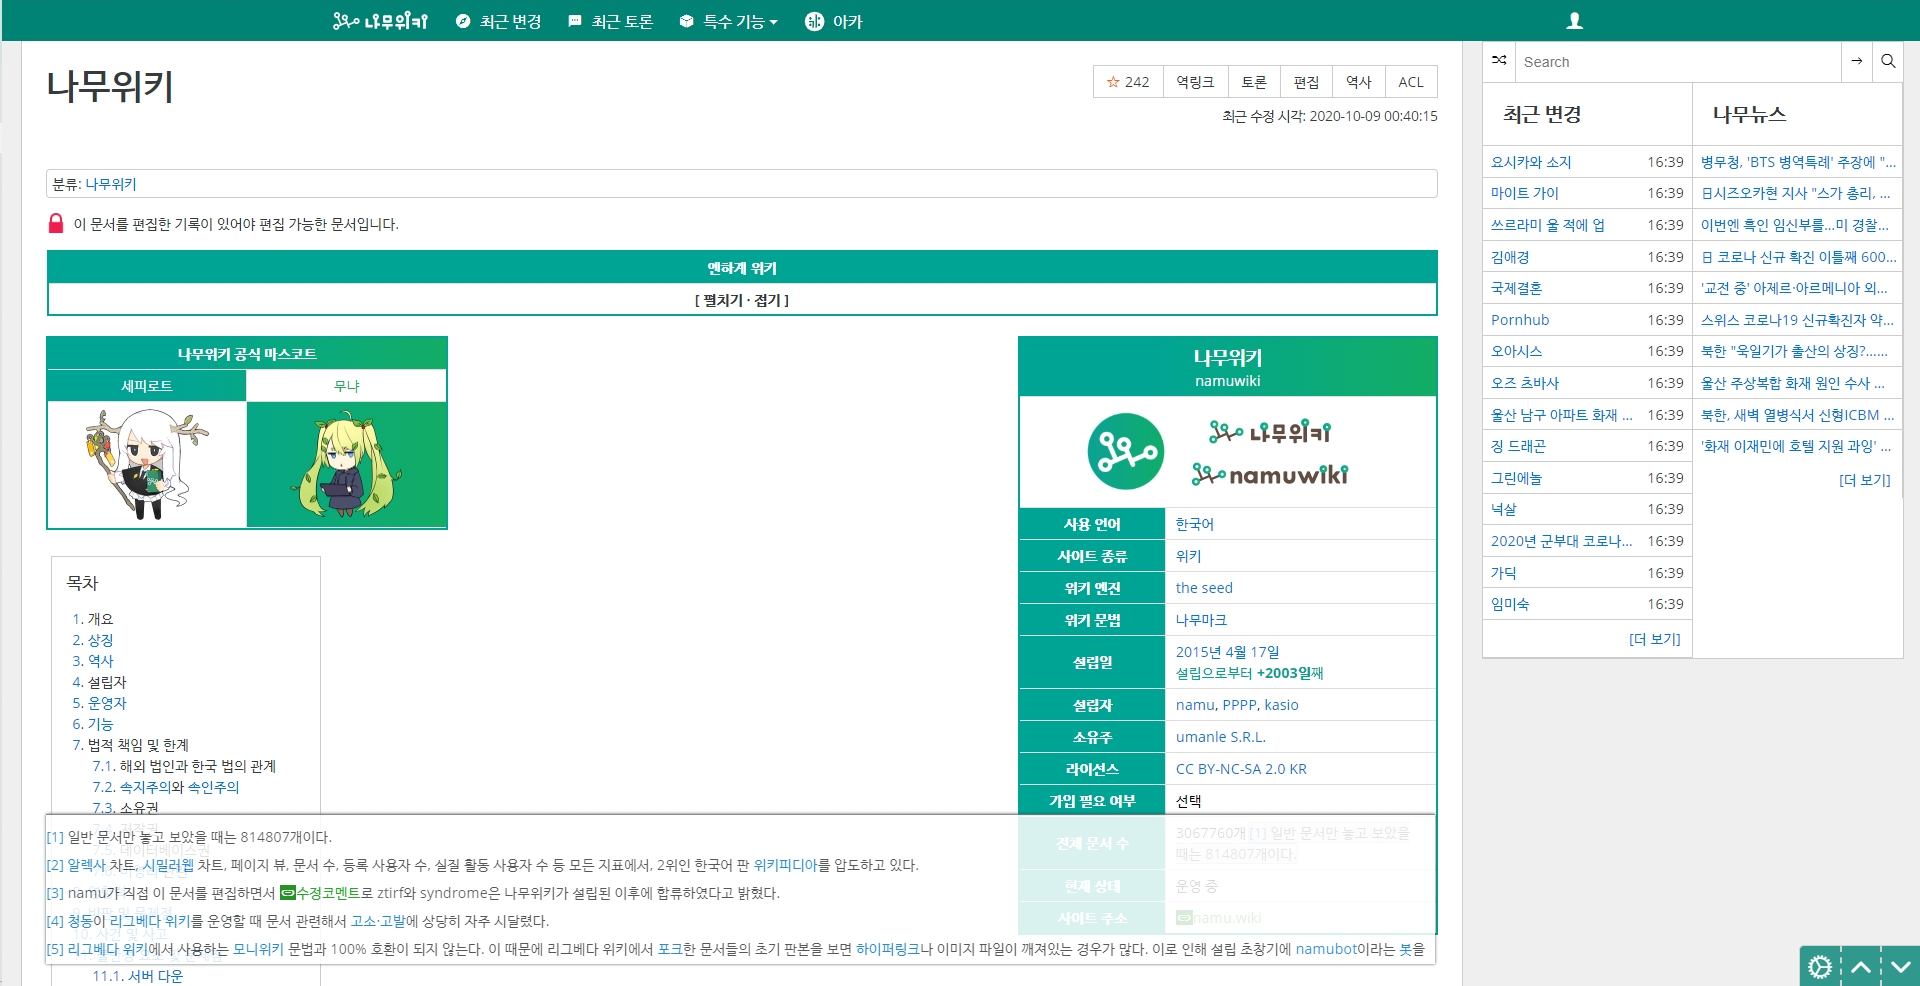 나무위키 최근 변경 최근 토론 특수 기능 아카
Search
나무위키
242 역링크 토론 편집 역사 ACL
최근 수정 시각: 2020-10-09 00:40:15
분류: 나무위키
이 문서를 편집한 기록이 있어야 편집 가능한 문서입니다.
엔하계 위키
[ 펼치기 · 접기 ]
나무위키 공식 마스코트
세피로트 무냐
목차
1. 개요
2. 상징
3. 역사
4. 설립자
5. 운영자
6. 기능
7. 법적 책임 및 한계
7.1. 해외 법인과 한국 법의 관계
7.2. 속지주의와 속인주의
7.3. 소유권
나무위키
namuwiki
나무위키
namuwiki
사용 언어 한국어
사이트 종류 위키
위키 엔진 the seed
위키 문법 나무마크
설립일 2015년 4월 17일
설립으로부터 +2003일째
설립자 namu, PPPP, kasio
소유주 umanle S.R.L.
라이선스 CC BY-NC-SA 2.0 KR
가입 필요 여부 선택
전체 문서 수 3067760개 [1] 일반 문서만 놓고 보았을
때는 814807개이다.
현재 상태 운영 중
사이트 주소 namu.wiki
[1] 일반 문서만 놓고 보았을 때는 814807개이다.
[2] 알렉사 차트, 시밀러웹 차트, 페이지 뷰, 문서 수, 등록 사용자 수, 실질 활동 사용자 수 등 모든 지표에서, 2위인 한국어 판 위키피디아를 압도하고 있다.
[3] namu가 직접 이 문서를 편집하면서 수정코멘트로 ztirf와 syndrome은 나무위키가 설립된 이후에 합류하였다고 밝혔다.
[4] 청동이 리그베다 위키를 운영할 때 문서 관련해서 고소·고발에 상당히 자주 시달렸다.
[5] 리그베다 위키에서 사용하는 모니위키 문법과 100% 호환이 되지 않는다. 이 때문에 리그베다 위키에서 포크한 문서들의 초기 판본을 보면 하이퍼링크나 이미지 파일이 깨져있는 경우가 많다. 이로 인해 설립 초창기에 namubot이라는 봇을
11.1. 서버 다운
최근 변경
요시카와 소지 16:39
마이트 가이 16:39
쓰르라미 울 적에 업 16:39
김애경 16:39
국제결혼 16:39
Pornhub 16:39
오아시스 16:39
오즈 츠바사 16:39
울산 남구 아파트 화재 ... 16:39
징 드래곤 16:39
그린에놀 16:39
넉살 16:39
2020년 군부대 코로나... 16:39
가딕 16:39
임미숙 16:39
[더 보기]
나무뉴스
병무청, 'BTS 병역특례' 주장에 "...
日시즈오카현 지사 "스가 총리, ...
이번엔 흑인 임신부를…미 경찰...
日 코로나 신규 확진 이틀째 600...
'교전 중' 아제르·아르메니아 외...
스위스 코로나19 신규확진자 약...
북한 "욱일기가 출산의 상징?......
울산 주상복합 화재 원인 수사 ...
북한, 새벽 열병식서 신형ICBM ...
'화재 이재민에 호텔 지원 과잉' ...
[더 보기]